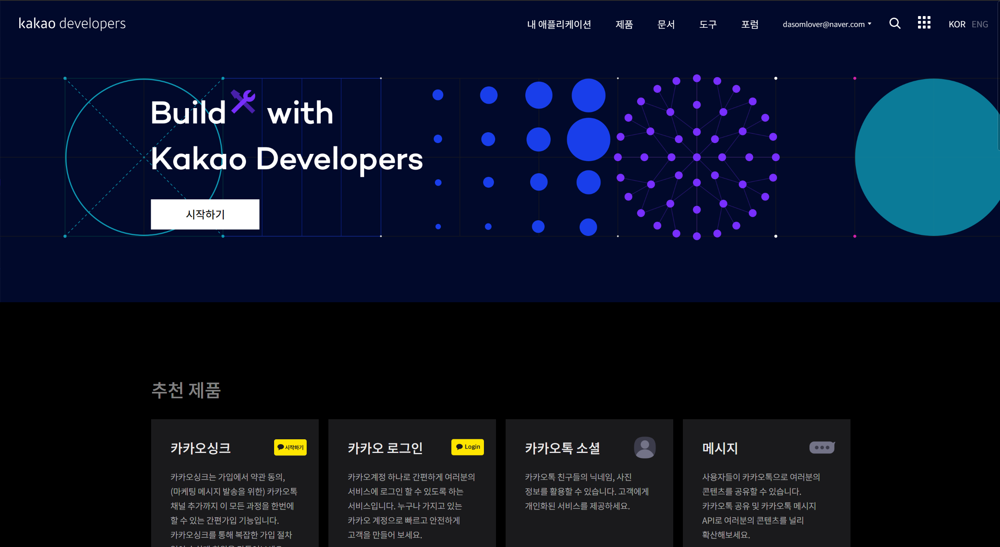 kakao developers
내 애플리케이션 제품 문서 도구 포럼 dasomlover@naver.com KOR ENG
Build with
Kakao Developers
시작하기
추천 제품
카카오싱크
시작하기
카카오싱크는 가입에서 약관 동의,
(마케팅 메시지 발송을 위한) 카카오톡
채널 추가까지 이 모든 과정을 한번에
할 수 있는 간편가입 기능입니다.
카카오싱크를 통해 복잡한 가입 절차
카카오 로그인
Login
카카오계정 하나로 간편하게 여러분의
서비스에 로그인 할 수 있도록 하는
서비스입니다. 누구나 가지고 있는
카카오 계정으로 빠르고 안전하게
고객을 만들어 보세요.
카카오톡 소셜
카카오톡 친구들의 닉네임, 사진
정보를 활용할 수 있습니다. 고객에게
개인화된 서비스를 제공하세요.
메시지
사용자들이 카카오톡으로 여러분의
콘텐츠를 공유할 수 있습니다.
카카오톡 공유 및 카카오톡 메시지
API로 여러분의 콘텐츠를 널리
확산해보세요.